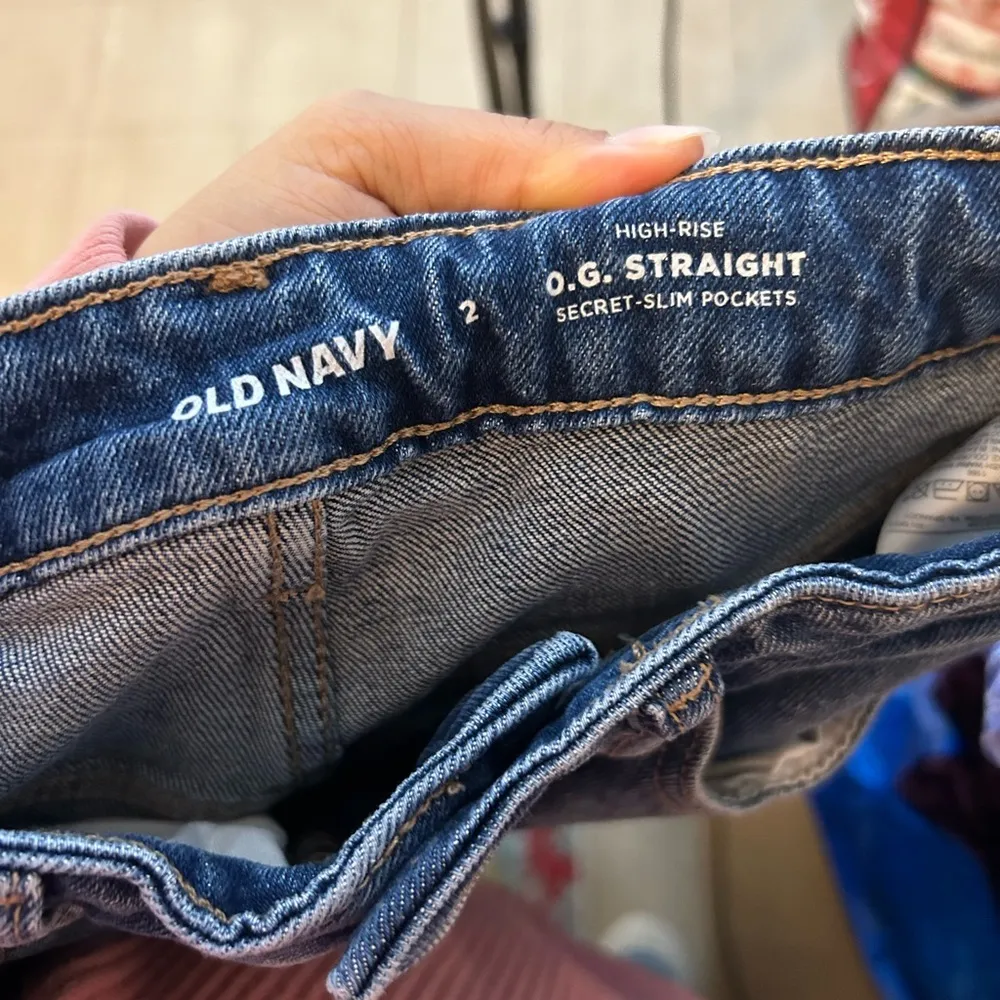 OLD NAVY
2
HIGH-RISE
O.G. STRAIGHT
SECRET-SLIM POCKETS